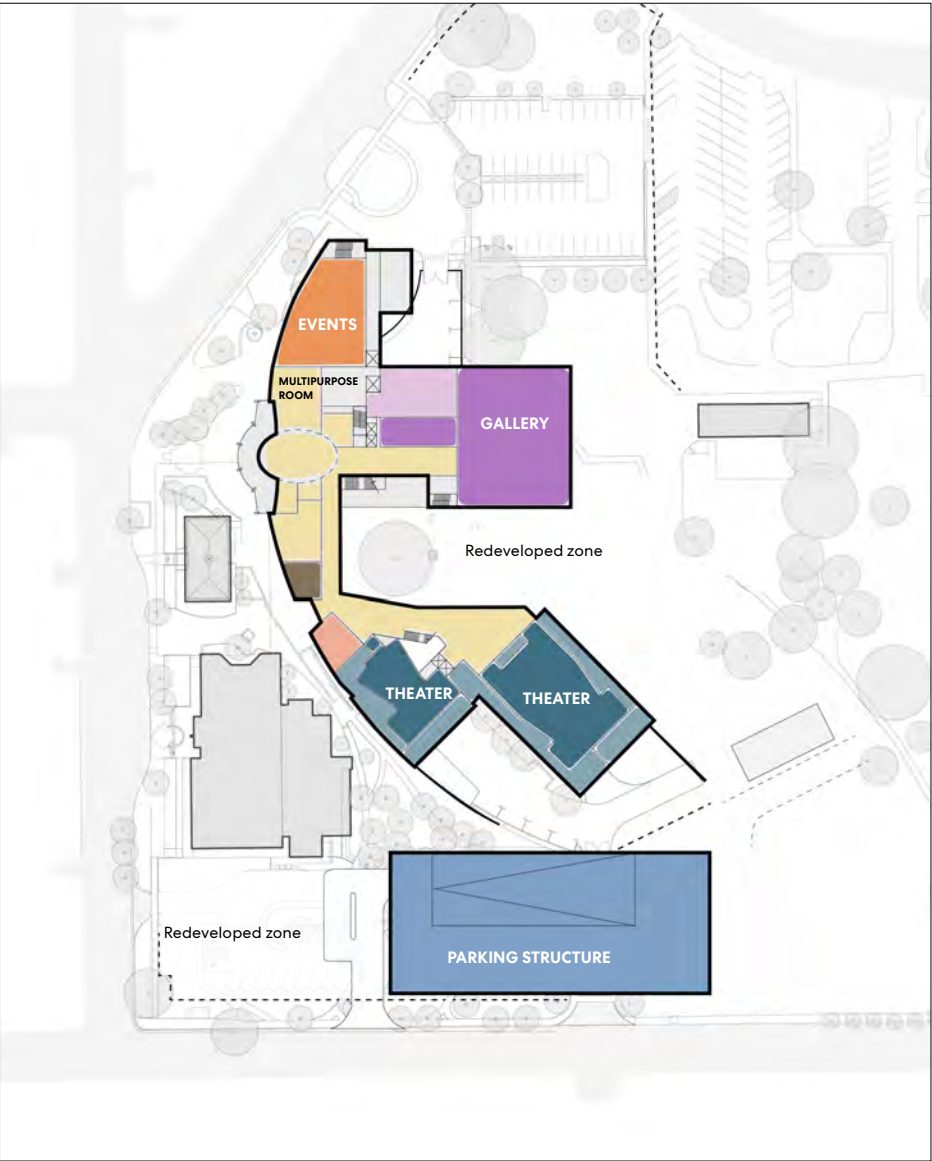 EVENTS
MULTIPURPOSE
ROOM
GALLERY
Redeveloped zone
THEATER
THEATER
Redeveloped zone
PARKING STRUCTURE